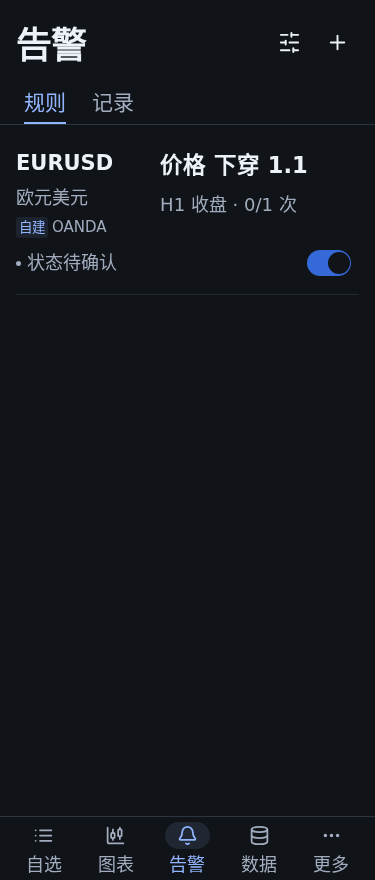 告警
规则 记录
EURUSD 价格 下穿 1.1
欧元美元 H1 收盘 · 0/1 次
自建 OANDA
• 状态待确认
自选 图表 告警 数据 更多